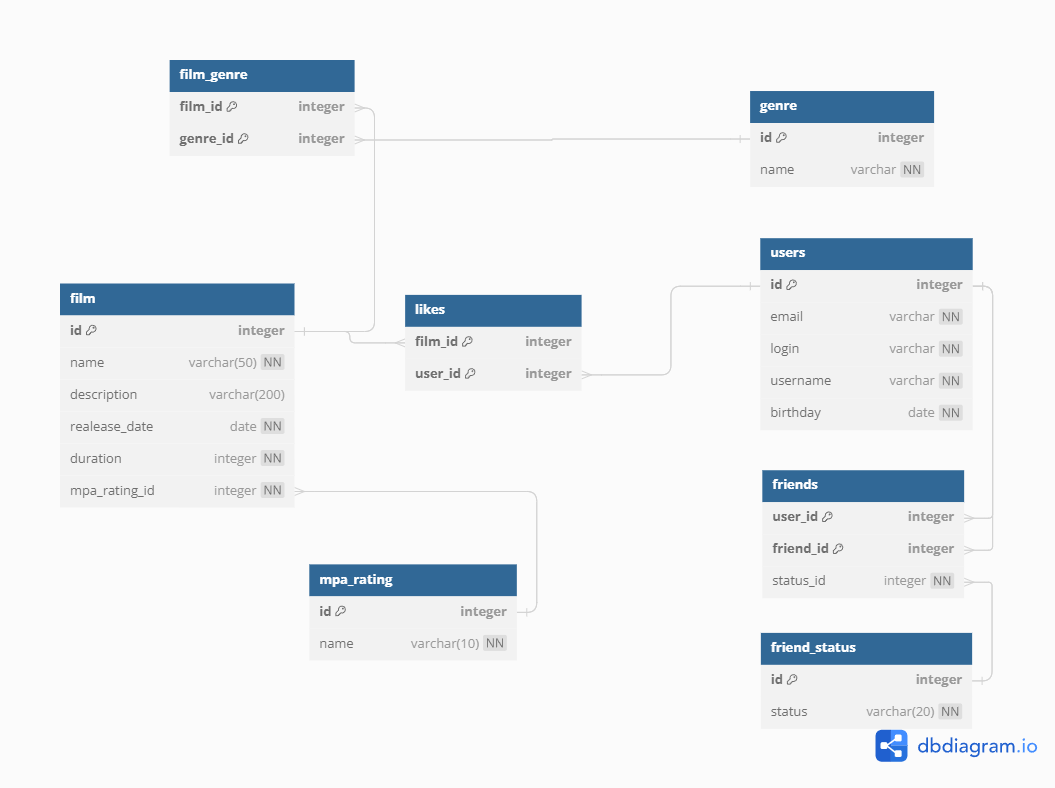 film_genre
film_id integer
genre_id integer
genre
id integer
name varchar NN
users
id integer
email varchar NN
login varchar NN
username varchar NN
birthday date NN
film
id integer
name varchar(50) NN
description varchar(200)
realease_date date NN
duration integer NN
mpa_rating_id integer NN
likes
film_id integer
user_id integer
friends
user_id integer
friend_id integer
status_id integer NN
mpa_rating
id integer
name varchar(10) NN
friend_status
id integer
status varchar(20) NN
dbdiagram.io